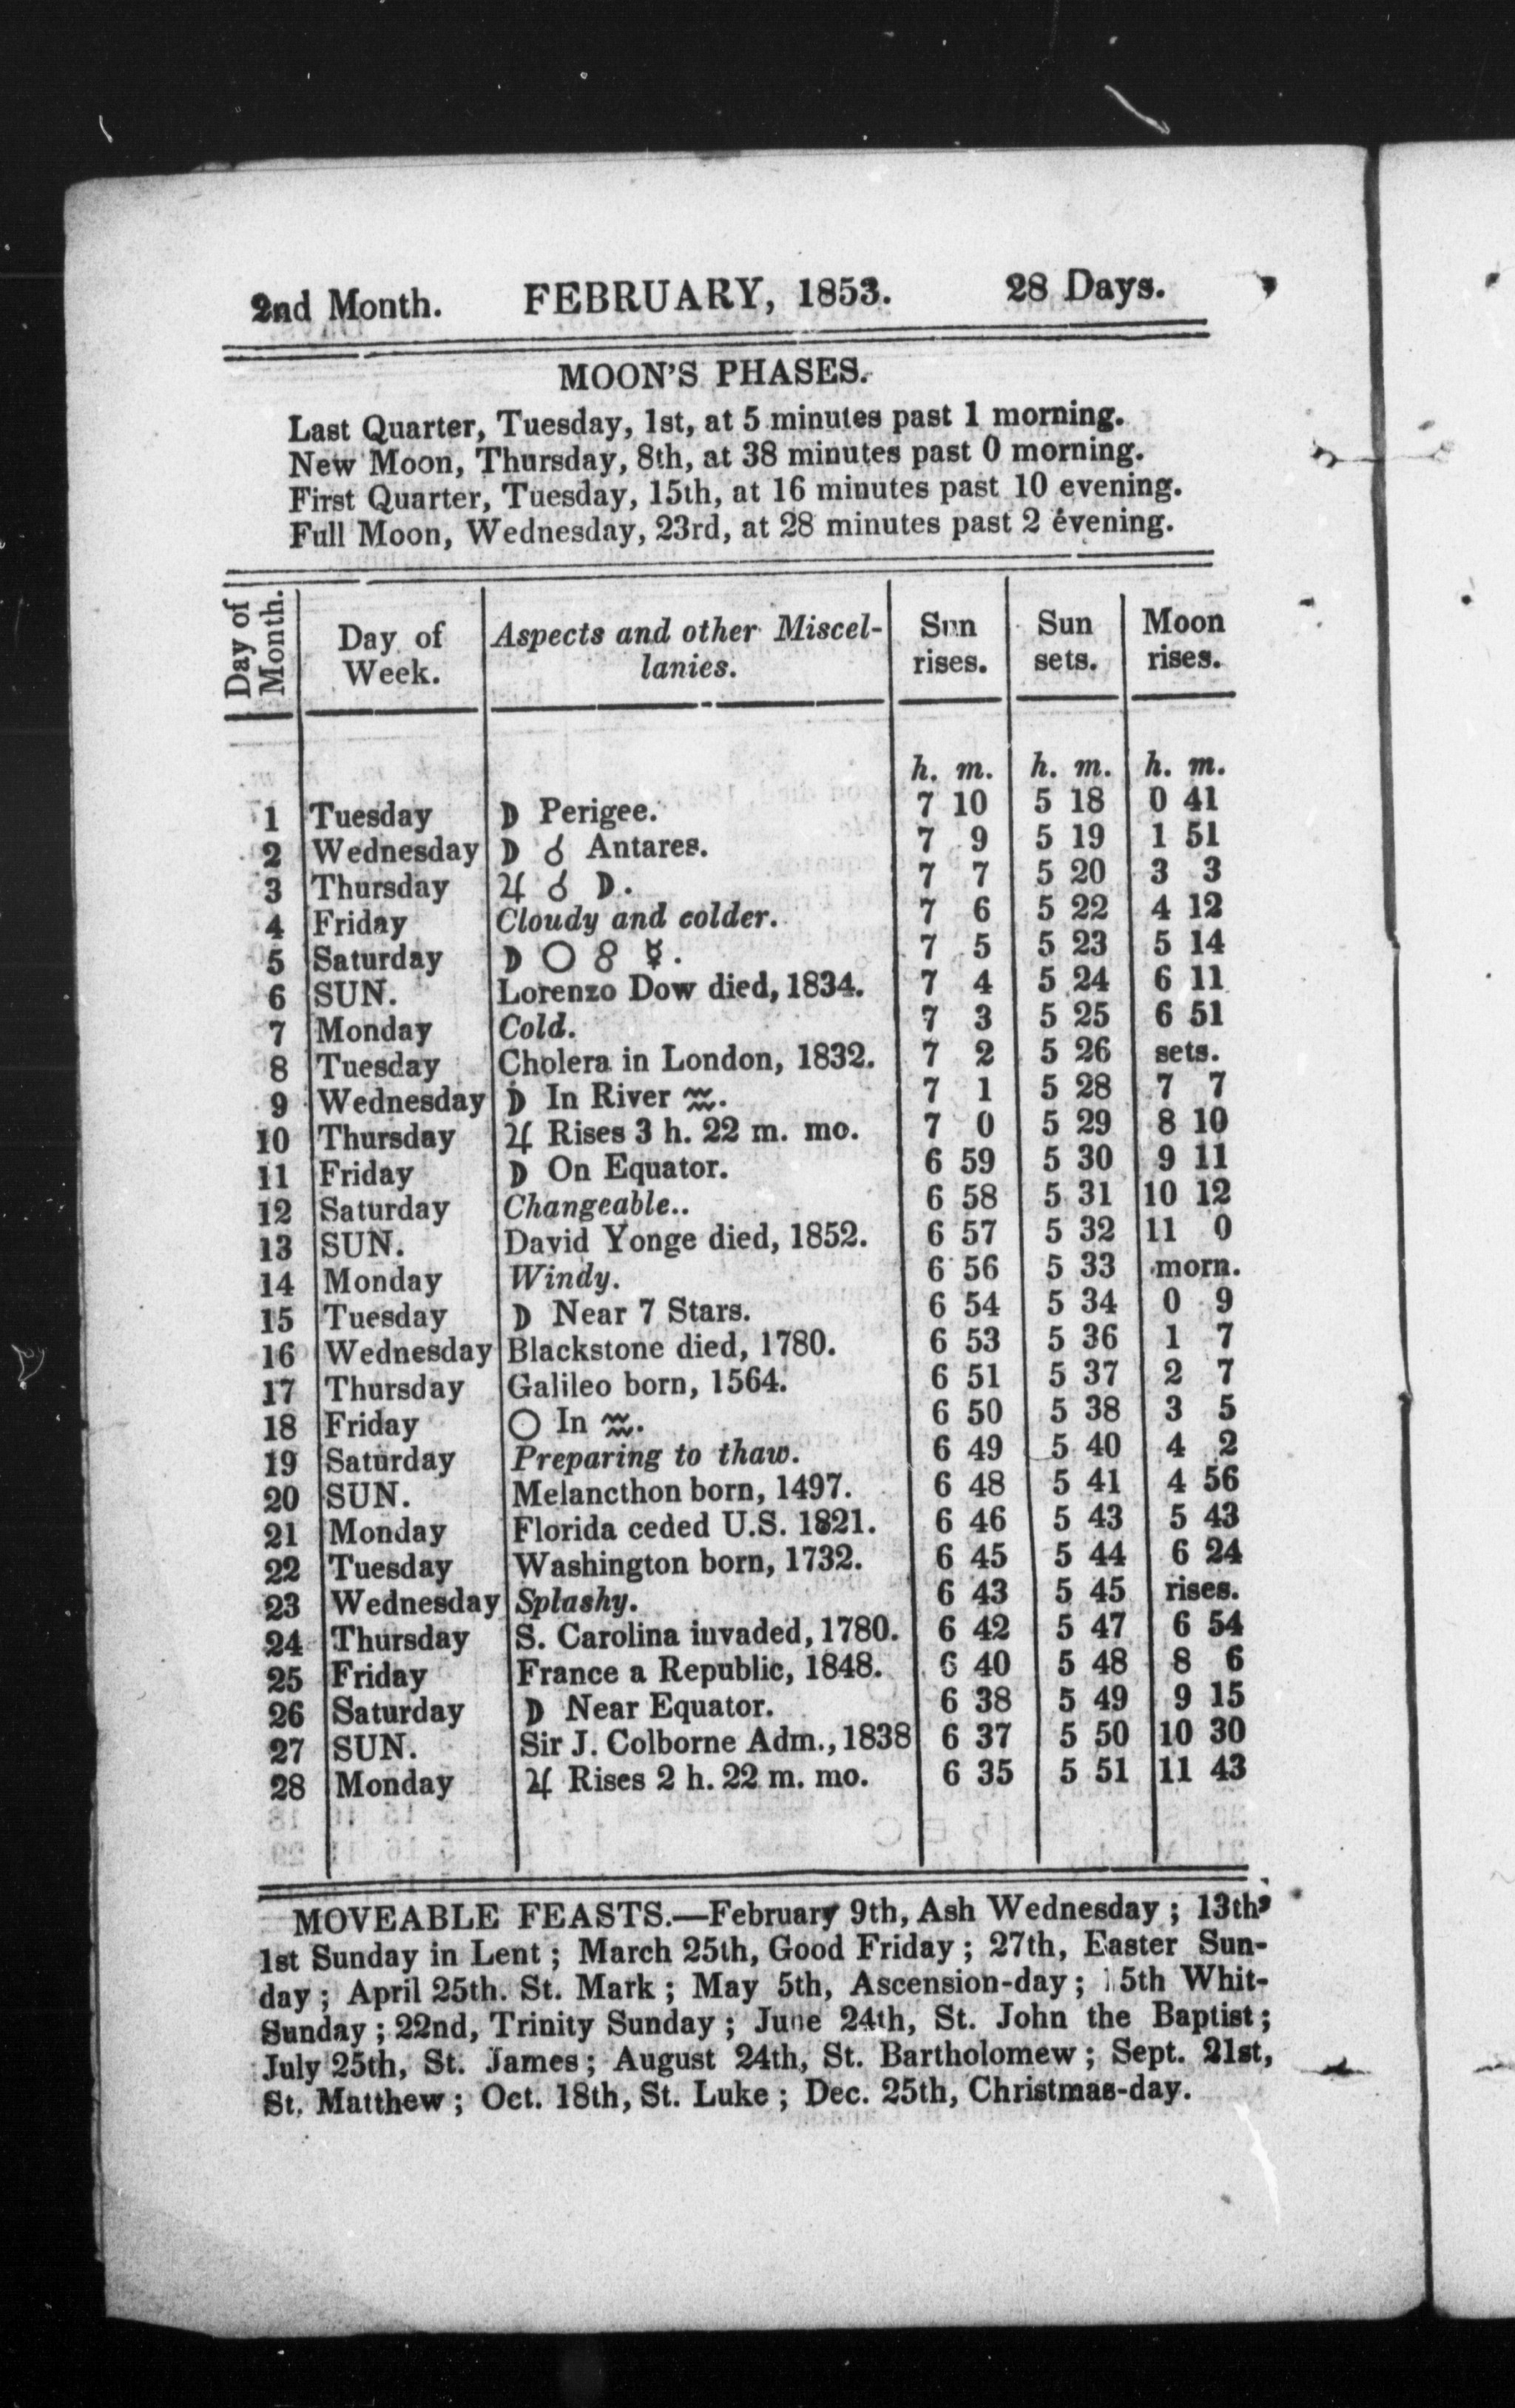 2nd Month. FEBRUARY, 1853. 28 Days.
MOON'S PHASES.
Last Quarter, Tuesday, 1st, at 5 minutes past 1 morning.
New Moon, Thursday, 8th, at 38 minutes past 0 morning.
First Quarter, Tuesday, 15th, at 16 minutes past 10 evening.
Full Moon, Wednesday, 23rd, at 28 minutes past 2 evening.
Day of Month. Day of Week. Aspects and other Miscellanies. Sun rises. Sun sets. Moon rises.
h. m. h. m. h. m.
1 Tuesday ☽ Perigee. 7 10 5 18 0 41
2 Wednesday ☽ ☌ Antares. 7 9 5 19 1 51
3 Thursday ♃ ☌ ☽. 7 7 5 20 3 3
4 Friday Cloudy and colder. 7 6 5 22 4 12
5 Saturday ☽ ○ 8 ☿. 7 5 5 23 5 14
6 SUN. Lorenzo Dow died, 1834. 7 4 5 24 6 11
7 Monday Cold. 7 3 5 25 6 51
8 Tuesday Cholera in London, 1832. 7 2 5 26 sets.
9 Wednesday ☽ In River ♒. 7 1 5 28 7 7
10 Thursday ♃ Rises 3 h. 22 m. mo. 7 0 5 29 8 10
11 Friday ☽ On Equator. 6 59 5 30 9 11
12 Saturday Changeable.. 6 58 5 31 10 12
13 SUN. David Yonge died, 1852. 6 57 5 32 11 0
14 Monday Windy. 6 56 5 33 morn.
15 Tuesday ☽ Near 7 Stars. 6 54 5 34 0 9
16 Wednesday Blackstone died, 1780. 6 53 5 36 1 7
17 Thursday Galileo born, 1564. 6 51 5 37 2 7
18 Friday ○ In ♒. 6 50 5 38 3 5
19 Saturday Preparing to thaw. 6 49 5 40 4 2
20 SUN. Melancthon born, 1497. 6 48 5 41 4 56
21 Monday Florida ceded U.S. 1821. 6 46 5 43 5 43
22 Tuesday Washington born, 1732. 6 45 5 44 6 24
23 Wednesday Splashy. 6 43 5 45 rises.
24 Thursday S. Carolina iuvaded, 1780. 6 42 5 47 6 54
25 Friday France a Republic, 1848. 6 40 5 48 8 6
26 Saturday ☽ Near Equator. 6 38 5 49 9 15
27 SUN. Sir J. Colborne Adm., 1838 6 37 5 50 10 30
28 Monday ♃ Rises 2 h. 22 m. mo. 6 35 5 51 11 43
MOVEABLE FEASTS.—February 9th, Ash Wednesday; 13th,
1st Sunday in Lent; March 25th, Good Friday; 27th, Easter Sun-
day; April 25th. St. Mark; May 5th, Ascension-day; 15th Whit-
Sunday; 22nd, Trinity Sunday; June 24th, St. John the Baptist;
July 25th, St. James; August 24th, St. Bartholomew; Sept. 21st,
St. Matthew; Oct. 18th, St. Luke; Dec. 25th, Christmas-day.